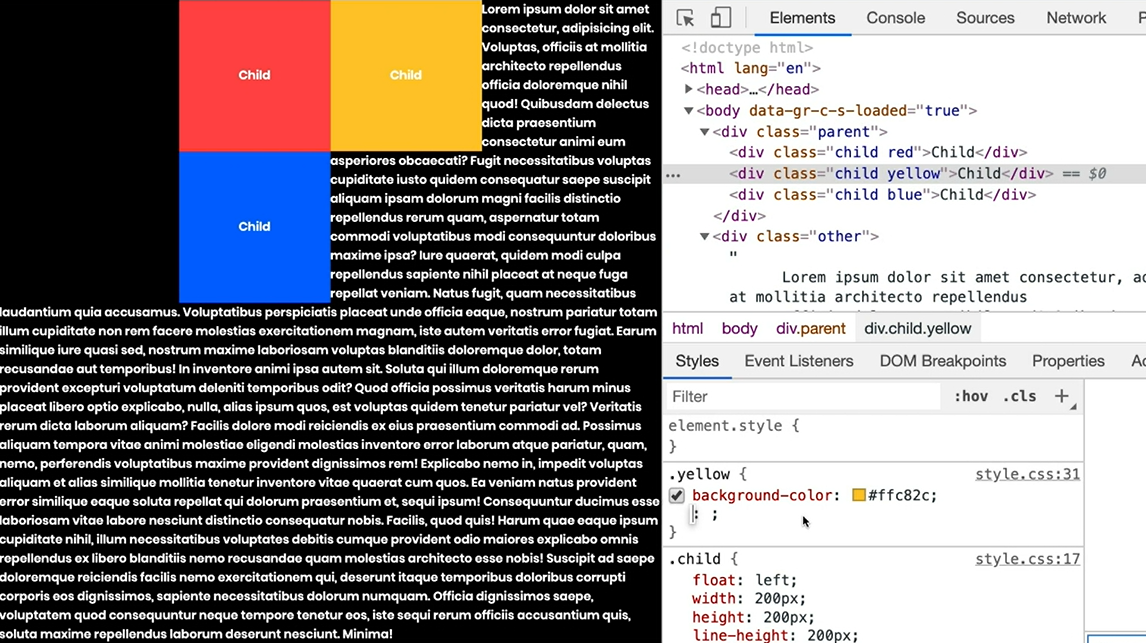 Child
Child
Child
Lorem ipsum dolor sit amet
consectetur, adipisicing elit.
Voluptas, officiis at mollitia
architecto repellendus
officia doloremque nihil
quod! Quibusdam delectus
dicta praesentium
consectetur animi eum
asperiores obcaecati? Fugit necessitatibus voluptas
cupiditate iusto quidem consequatur saepe suscipit
aliquam ipsam dolorum magni facilis distinctio
repellendus rerum quam, aspernatur totam
commodi voluptatibus modi consequuntur doloribus
maxime ipsa? Iure quaerat, quidem modi culpa
repellendus sapiente nihil placeat at neque fuga
repellat veniam. Natus fugit, quam necessitatibus
laudantium quia accusamus. Voluptatibus perspiciatis placeat unde officia eaque, nostrum pariatur totam
illum cupiditate non rem facere molestias exercitationem magnam, iste autem veritatis error fugiat. Earum
similique iure quasi sed, nostrum maxime laboriosam voluptas blanditiis doloremque dolor, totam
recusandae aut temporibus! In inventore animi ipsa autem sit. Soluta qui illum doloremque rerum
provident excepturi voluptatum deleniti temporibus odit? Quod officia possimus veritatis harum minus
placeat libero optio explicabo, nulla, alias ipsum quos, est voluptas quidem tenetur pariatur vel? Veritatis
rerum dicta laborum aliquam? Facilis dolore modi reiciendis ex eius praesentium commodi ad. Possimus
aliquam tempora vitae animi molestiae eligendi molestias inventore error laborum atque pariatur, quam,
nemo, perferendis voluptatibus maxime provident dignissimos rem! Explicabo nemo in, impedit voluptas
aliquam et alias similique mollitia tenetur inventore vitae quaerat cum quos. Ea veniam natus provident
error similique eaque soluta repellat qui dolorum praesentium et, sequi ipsum! Consequuntur ducimus esse
laboriosam vitae labore nesciunt distinctio consequatur nobis. Facilis, quod quis! Harum quae eaque ipsum
cupiditate nihil, illum necessitatibus voluptates debitis cumque provident odio maiores explicabo omnis
repellendus ex libero blanditiis nemo recusandae quam molestias architecto esse nobis! Suscipit ad saepe
doloremque reiciendis facilis nemo exercitationem qui, deserunt itaque temporibus doloribus corrupti
corporis eos dignissimos, sapiente necessitatibus dolorum numquam. Officia dignissimos saepe,
voluptatem quod consequuntur neque tempore tenetur eos, iste sequi rerum officiis accusantium quis,
soluta maxime repellendus laborum deserunt nesciunt. Minima!
Elements Console Sources Network P
<!doctype html>
<html lang="en">
<head>…</head>
<body data-gr-c-s-loaded="true">
<div class="parent">
<div class="child red">Child</div>
<div class="child yellow">Child</div> == $0
<div class="child blue">Child</div>
</div>
<div class="other">
"
Lorem ipsum dolor sit amet consectetur, ad
at mollitia architecto repellendus
html body div.parent div.child.yellow
Styles Event Listeners DOM Breakpoints Properties Ac
Filter :hov .cls +
element.style {
}
.yellow { style.css:31
background-color: #ffc82c;
: ;
}
.child { style.css:17
float: left;
width: 200px;
height: 200px;
line-height: 200px;